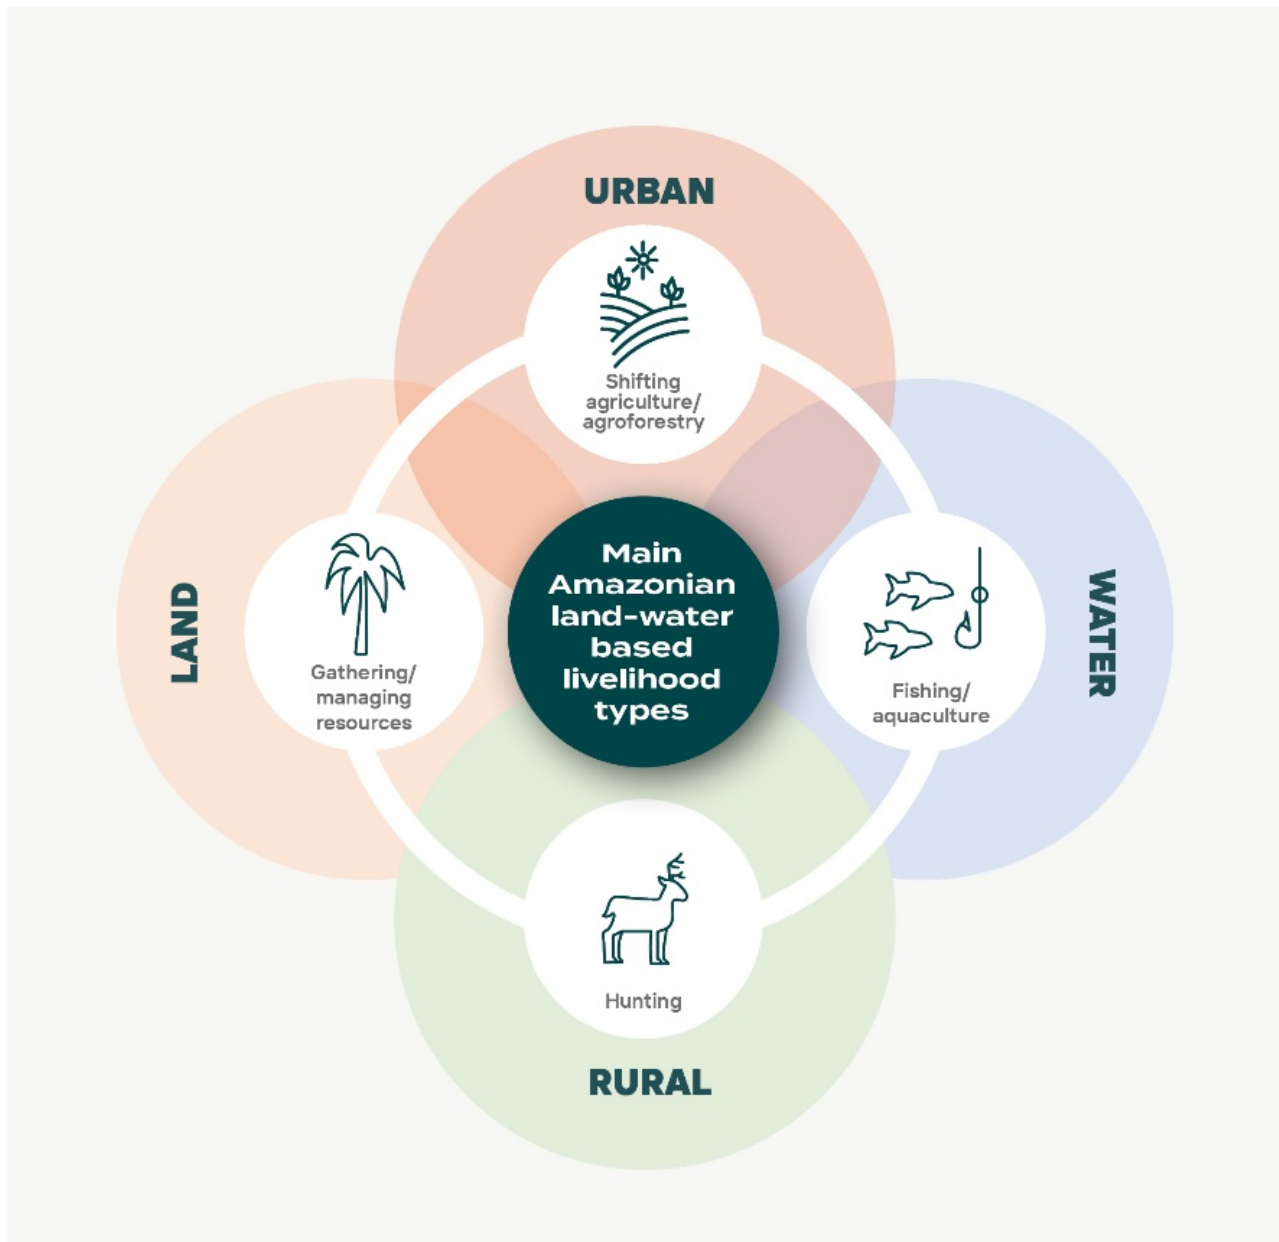 URBAN
Shifting
agriculture/
agroforestry
LAND
Gathering/
managing
resources
Main
Amazonian
land-water
based
livelihood
types
Fishing/
aquaculture
WATER
Hunting
RURAL